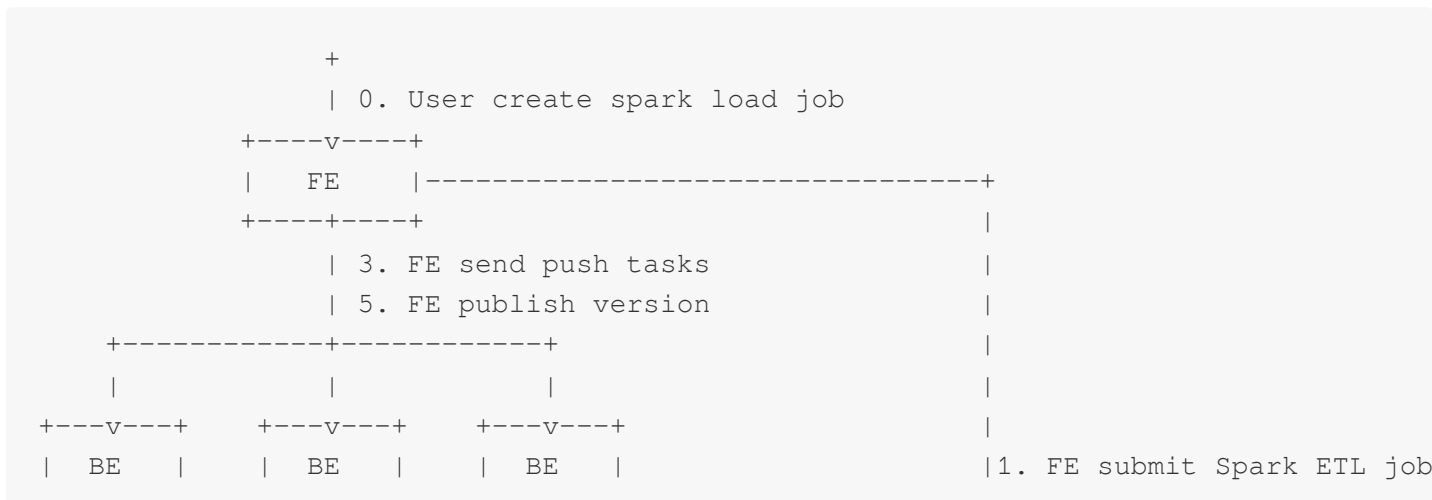 +
| 0. User create spark load job
+----v----+
| FE |---------------------------------+
+----+----+ |
| 3. FE send push tasks |
| 5. FE publish version |
+------------+------------+ |
| | | |
+---v---+ +---v---+ +---v---+ |
| BE | | BE | | BE | |1. FE submit Spark ETL job